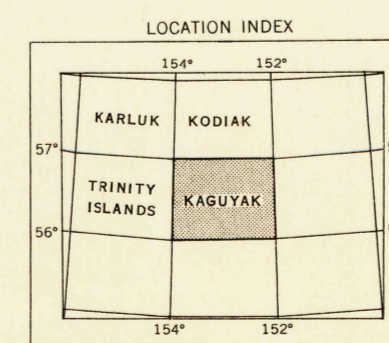 LOCATION INDEX
154° 152°
KARLUK KODIAK
57°
TRINITY
ISLANDS
KAGUYAK
56°
154° 152°